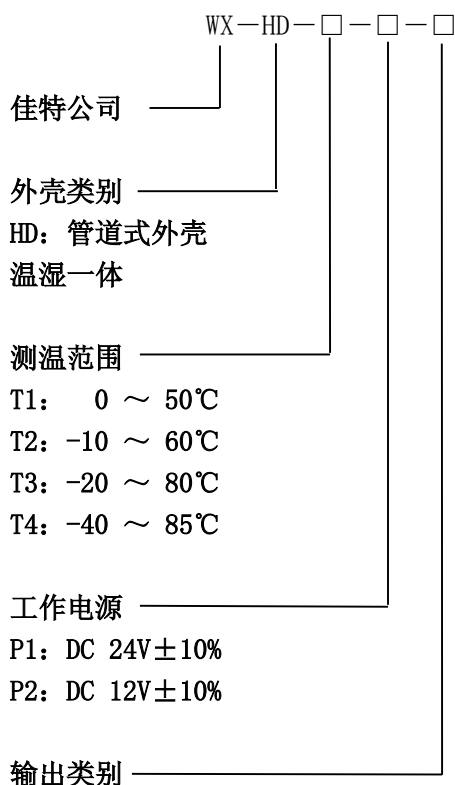 WX－HD－□－□－□
佳特公司
外壳类别
HD：管道式外壳
温湿一体
测温范围
T1： 0 ～ 50℃
T2：-10 ～ 60℃
T3：-20 ～ 80℃
T4：-40 ～ 85℃
工作电源
P1：DC 24V±10%
P2：DC 12V±10%
输出类别